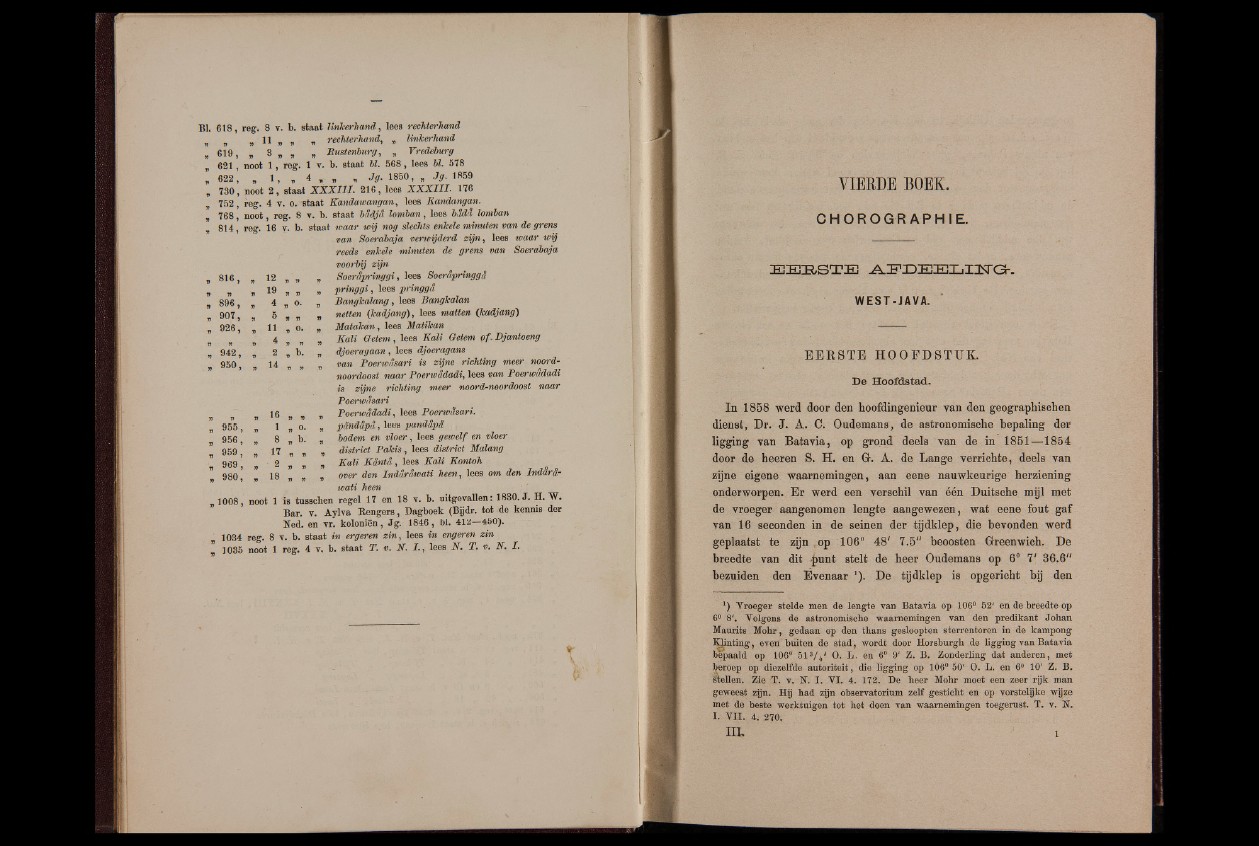 Bl. 618, reg. 8 v. b. staat linkerhand, lees rechterhand
„ „ „ 11 „ „ „ rechterhand, „ linkerhand
„ 619, „ 3 „ „ „ Rustenburg, „ Vredeburg
„ 621, noot 1, reg. 1 v. b. staat bl. 568, lees bl. 578
„ 622, „ 1, „ 4 „ „ „ Jg. 1850, „ Jg. 1859
„ 730, noot 2, staat XXXIII. 216, lees XXXIII. 176
„ 752, reg. 4 v. o. staat Kandawangan, lees Kandangan.
„ 768, noot, reg. 8 v. b. staat bådjå lomban, lees bådå lomban
„ 814, reg. 16 v. b. staat waar wij nog slechts enkele minuten van de grens
van Soerabaja verwijderd zijn, lees waar wij
reeds enkele minuten de grens van Soerabaja
voorbij zijn
„ 816, „ 12 „ „ „ Soeråpringgi, lees Soeråpringgå
„ „ „ 19 „ „ „ pringgi, lees pringgå
„ 896, „ 4 „ o. „ Bangkalang, lees Bangkalan
„ 907, „ 5 „ „ „ netten (kadjang), lees matten (kadjang)
„ 926, „ 11 „ o. „ Matakan, lees Matikan
„ „ „ 4 „ „ „ Kali Getem, lees Kali Getem of Djantoeng
„ 942, „ 2 „ b. „ djoeragaan, lees djoeragans
„ 950, „ 14 „ „ „ van Poerwåsari is zijne richting meer noord-
noordoost naar Poerwådadi, lees van Poerwådadi
is zijne richting meer noord-noordoost naar
Poerwåsari
„ „ „ 16 „ „ „ Poerwådadi, lees Poerwåsari.
„ 955, „ 1 „ o. „ påndåpå, lees pandåpå
„ 956, „ 8 „ b. „ bodem en vloer, lees gewelf en vloer
„ 959, „ 17 „ „ „ district Pakis, lees district Malang
„ 969, „ 2 „ „ „ Kali Kåntå, lees Kali Kontoh
„ 980, „ 18 „ „ „ over den Indåråwati heen, lees om den Indårå-
wati heen
„ 1008, noot 1 is tusschen regel 17 en 18 v. b. uitgevallen: 1830. J. H. W.
Bar. v. Aylva Rengers, Dagboek (Bijdr. tot de kennis der
Ned. en vr. koloniën, Jg. 1846, bl. 412—450).
„ 1034 reg. 8 v. b. staat in ergeren zin, lees in engeren zin
„ 1035 noot 1 reg. 4 v. b. staat T. v. N. I., lees N. T. v. N. I.
VIERDE BOEK.
CHOROGRAPHIE.
EERSTE AFDEELING.
WEST-JAVA.
EERSTE HOOFDSTUK.
De Hoofdstad.
In 1858 werd door den hoofdingenieur van den geographischen
dienst, Dr. J. A. C. Oudemans, de astronomische bepaling der
ligging van Batavia, op grond deels van de in 1851—1854
door de heeren S. H. en G. A. de Lange verrichte, deels van
zijne eigene waarnemingen, aan eene nauwkeurige herziening
onderworpen. Er werd een verschil van één Duitsche mijl met
de vroeger aangenomen lengte aangewezen, wat eene fout gaf
van 16 seconden in de seinen der tijdklep, die bevonden werd
geplaatst te zijn op 106° 48' 7.5" beoosten Greenwich. De
breedte van dit punt stelt de heer Oudemans op 6° 7' 36.6"
bezuiden den Evenaar ¹). De tijdklep is opgericht bij den
¹) Vroeger stelde men de lengte van Batavia op 106° 52' en de breedte op
6° 8'. Volgens de astronomische waarnemingen van den predikant Johan
Maurits Mohr, gedaan op den thans gesloopten sterrentoren in de kampong
Klinting, even buiten de stad, wordt door Horsburgh de ligging van Batavia
bepaald op 106° 51³/₄' O. L. en 6° 9' Z. B. Zonderling dat anderen, met
beroep op diezelfde autoriteit, die ligging op 106° 50' O. L. en 6° 10' Z. B.
stellen. Zie T. v. N. I. VI. 4. 172. De heer Mohr moet een zeer rijk man
geweest zijn. Hij had zijn observatorium zelf gesticht en op vorstelijke wijze
met de beste werktuigen tot het doen van waarnemingen toegerust. T. v. N.
I. VII. 4. 270.
III. 1